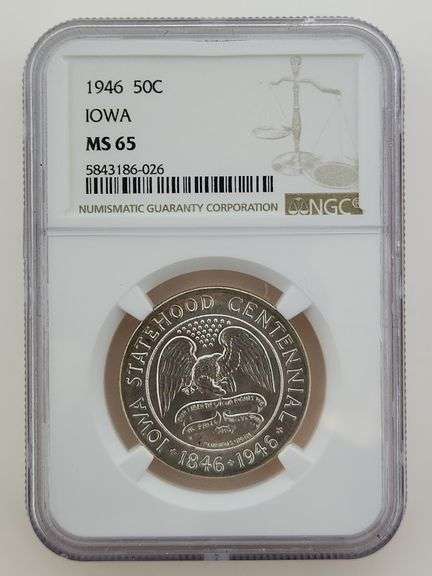 1946 50C
IOWA
MS 65
5843186-026
NUMISMATIC GUARANTY CORPORATION
NGC
IOWA STATEHOOD CENTENNIAL
1846 • 1946